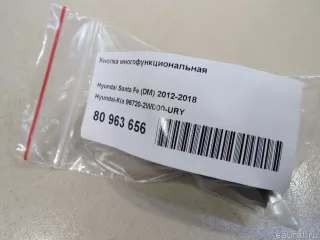 Кнопка многофункциональная
Hyundai Santa Fe (DM) 2012-2018
Hyundai-Kia 96720-2W000-URY
80 963 656